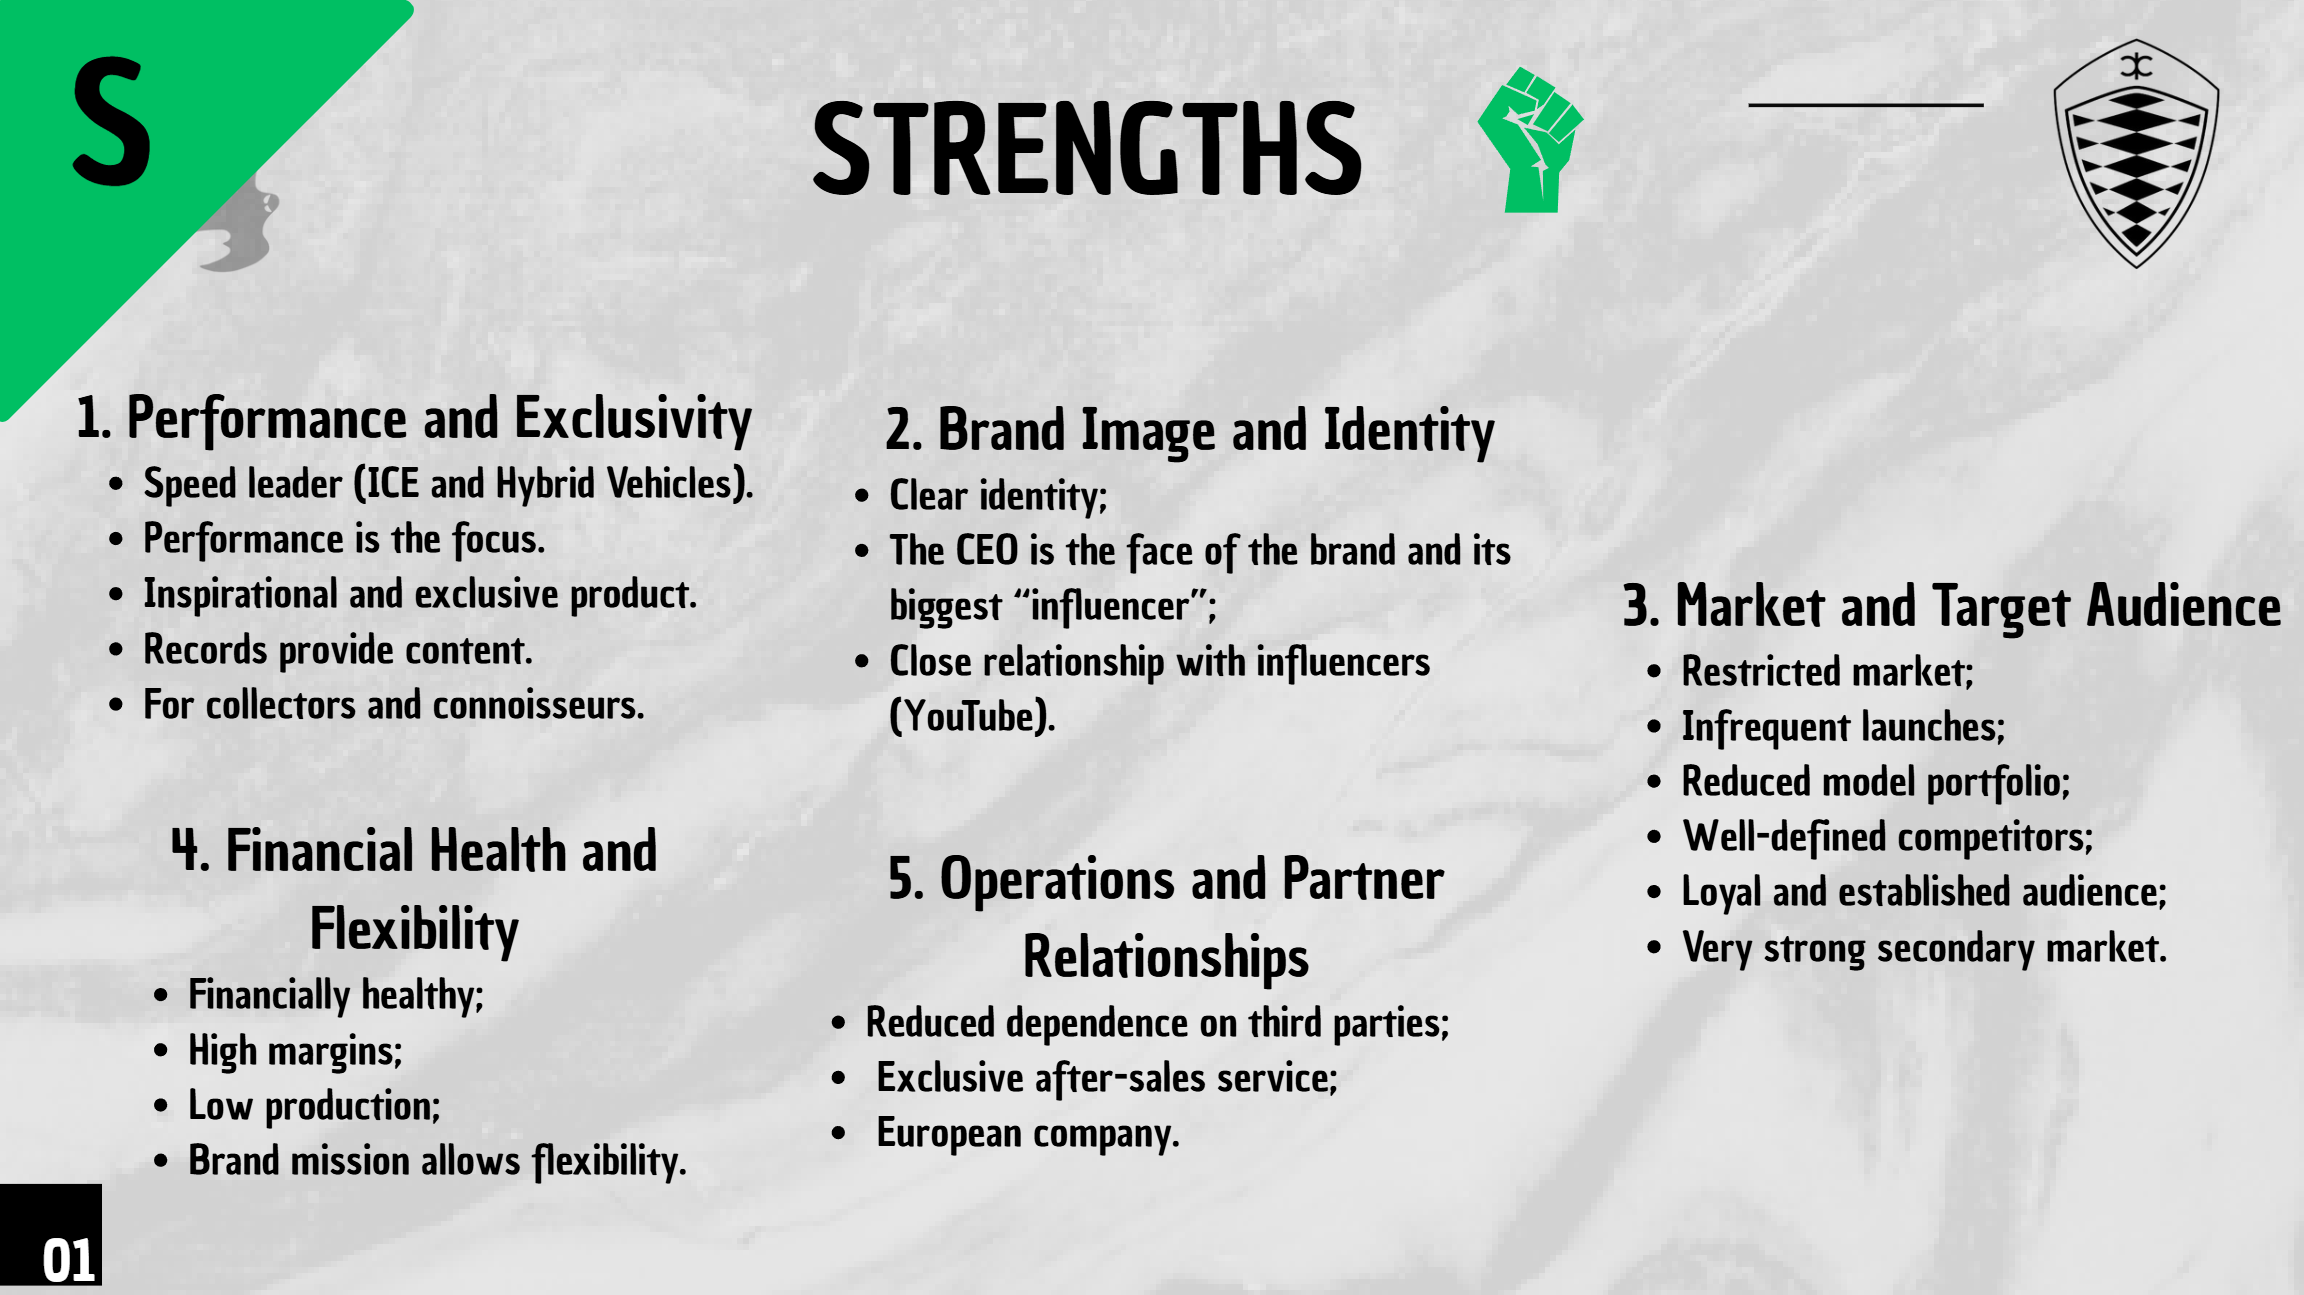 S
STRENGTHS
1. Performance and Exclusivity
• Speed leader (ICE and Hybrid Vehicles).
• Performance is the focus.
• Inspirational and exclusive product.
• Records provide content.
• For collectors and connoisseurs.
2. Brand Image and Identity
• Clear identity;
• The CEO is the face of the brand and its
biggest “influencer”;
• Close relationship with influencers
(YouTube).
3. Market and Target Audience
• Restricted market;
• Infrequent launches;
• Reduced model portfolio;
• Well-defined competitors;
• Loyal and established audience;
• Very strong secondary market.
4. Financial Health and
Flexibility
• Financially healthy;
• High margins;
• Low production;
• Brand mission allows flexibility.
5. Operations and Partner
Relationships
• Reduced dependence on third parties;
• Exclusive after-sales service;
• European company.
01